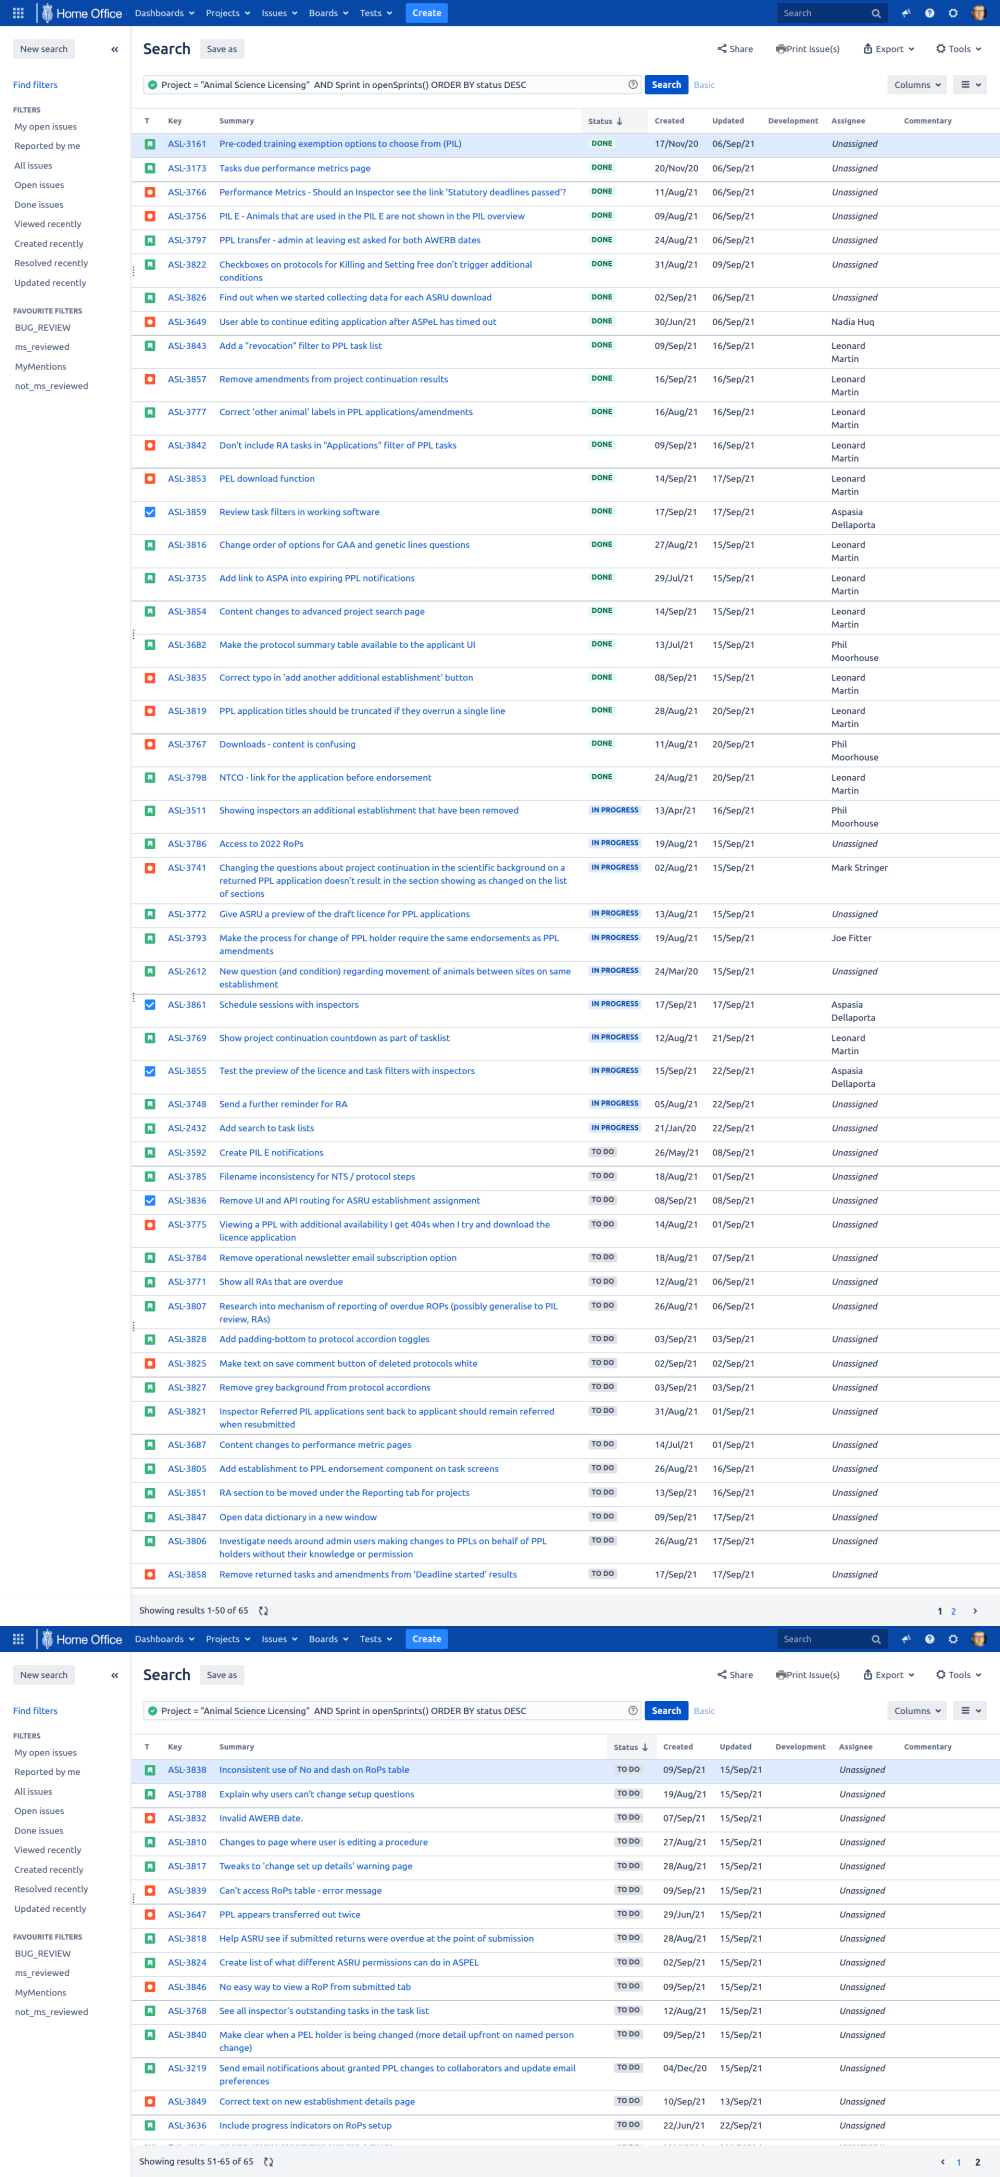 Home Office Dashboards Projects Issues Boards Tests Create Search
New search « Search Save as Share Print Issue(s) Export Tools
Find filters Project = "Animal Science Licensing" AND Sprint in openSprints() ORDER BY status DESC Search Basic Columns
FILTERS
My open issues
Reported by me
All issues
Open issues
Done issues
Viewed recently
Created recently
Resolved recently
Updated recently
FAVOURITE FILTERS
BUG_REVIEW
ms_reviewed
MyMentions
not_ms_reviewed
T Key Summary Status ↓ Created Updated Development Assignee Commentary
ASL-3161 Pre-coded training exemption options to choose from (PIL) DONE 17/Nov/20 06/Sep/21 Unassigned
ASL-3173 Tasks due performance metrics page DONE 20/Nov/20 06/Sep/21 Unassigned
ASL-3766 Performance Metrics - Should an Inspector see the link 'Statutory deadlines passed'? DONE 11/Aug/21 06/Sep/21 Unassigned
ASL-3756 PIL E - Animals that are used in the PIL E are not shown in the PIL overview DONE 09/Aug/21 06/Sep/21 Unassigned
ASL-3797 PPL transfer - admin at leaving est asked for both AWERB dates DONE 24/Aug/21 06/Sep/21 Unassigned
ASL-3822 Checkboxes on protocols for Killing and Setting free don't trigger additional DONE 31/Aug/21 09/Sep/21 Unassigned
conditions
ASL-3826 Find out when we started collecting data for each ASRU download DONE 02/Sep/21 06/Sep/21 Unassigned
ASL-3649 User able to continue editing application after ASPeL has timed out DONE 30/Jun/21 06/Sep/21 Nadia Huq
ASL-3843 Add a "revocation" filter to PPL task list DONE 09/Sep/21 16/Sep/21 Leonard
Martin
ASL-3857 Remove amendments from project continuation results DONE 16/Sep/21 16/Sep/21 Leonard
Martin
ASL-3777 Correct 'other animal' labels in PPL applications/amendments DONE 16/Aug/21 16/Sep/21 Leonard
Martin
ASL-3842 Don't include RA tasks in "Applications" filter of PPL tasks DONE 09/Sep/21 16/Sep/21 Leonard
Martin
ASL-3853 PEL download function DONE 14/Sep/21 17/Sep/21 Leonard
Martin
ASL-3859 Review task filters in working software DONE 17/Sep/21 17/Sep/21 Aspasia
Dellaporta
ASL-3816 Change order of options for GAA and genetic lines questions DONE 27/Aug/21 15/Sep/21 Leonard
Martin
ASL-3735 Add link to ASPA into expiring PPL notifications DONE 29/Jul/21 15/Sep/21 Leonard
Martin
ASL-3854 Content changes to advanced project search page DONE 14/Sep/21 15/Sep/21 Leonard
Martin
ASL-3682 Make the protocol summary table available to the applicant UI DONE 13/Jul/21 15/Sep/21 Phil
Moorhouse
ASL-3835 Correct typo in 'add another additional establishment' button DONE 08/Sep/21 15/Sep/21 Leonard
Martin
ASL-3819 PPL application titles should be truncated if they overrun a single line DONE 28/Aug/21 20/Sep/21 Leonard
Martin
ASL-3767 Downloads - content is confusing DONE 11/Aug/21 20/Sep/21 Phil
Moorhouse
ASL-3798 NTCO - link for the application before endorsement DONE 24/Aug/21 20/Sep/21 Leonard
Martin
ASL-3511 Showing inspectors an additional establishment that have been removed IN PROGRESS 13/Apr/21 16/Sep/21 Phil
Moorhouse
ASL-3786 Access to 2022 RoPs IN PROGRESS 19/Aug/21 15/Sep/21 Unassigned
ASL-3741 Changing the questions about project continuation in the scientific background on a IN PROGRESS 02/Aug/21 15/Sep/21 Mark Stringer
returned PPL application doesn't result in the section showing as changed on the list
of sections
ASL-3772 Give ASRU a preview of the draft licence for PPL applications IN PROGRESS 13/Aug/21 15/Sep/21 Unassigned
ASL-3793 Make the process for change of PPL holder require the same endorsements as PPL IN PROGRESS 19/Aug/21 15/Sep/21 Joe Fitter
amendments
ASL-2612 New question (and condition) regarding movement of animals between sites on same IN PROGRESS 24/Mar/20 15/Sep/21 Unassigned
establishment
ASL-3861 Schedule sessions with inspectors IN PROGRESS 17/Sep/21 17/Sep/21 Aspasia
Dellaporta
ASL-3769 Show project continuation countdown as part of tasklist IN PROGRESS 12/Aug/21 21/Sep/21 Leonard
Martin
ASL-3855 Test the preview of the licence and task filters with inspectors IN PROGRESS 15/Sep/21 22/Sep/21 Aspasia
Dellaporta
ASL-3748 Send a further reminder for RA IN PROGRESS 05/Aug/21 22/Sep/21 Unassigned
ASL-2432 Add search to task lists IN PROGRESS 21/Jan/20 22/Sep/21 Unassigned
ASL-3592 Create PIL E notifications TO DO 26/May/21 08/Sep/21 Unassigned
ASL-3785 Filename inconsistency for NTS / protocol steps TO DO 18/Aug/21 01/Sep/21 Unassigned
ASL-3836 Remove UI and API routing for ASRU establishment assignment TO DO 08/Sep/21 08/Sep/21 Unassigned
ASL-3775 Viewing a PPL with additional availability I get 404s when I try and download the TO DO 14/Aug/21 01/Sep/21 Unassigned
licence application
ASL-3784 Remove operational newsletter email subscription option TO DO 18/Aug/21 07/Sep/21 Unassigned
ASL-3771 Show all RAs that are overdue TO DO 12/Aug/21 06/Sep/21 Unassigned
ASL-3807 Research into mechanism of reporting of overdue ROPs (possibly generalise to PIL TO DO 26/Aug/21 06/Sep/21 Unassigned
review, RAs)
ASL-3828 Add padding-bottom to protocol accordion toggles TO DO 03/Sep/21 03/Sep/21 Unassigned
ASL-3825 Make text on save comment button of deleted protocols white TO DO 02/Sep/21 02/Sep/21 Unassigned
ASL-3827 Remove grey background from protocol accordions TO DO 03/Sep/21 03/Sep/21 Unassigned
ASL-3821 Inspector Referred PIL applications sent back to applicant should remain referred TO DO 31/Aug/21 01/Sep/21 Unassigned
when resubmitted
ASL-3687 Content changes to performance metric pages TO DO 14/Jul/21 01/Sep/21 Unassigned
ASL-3805 Add establishment to PPL endorsement component on task screens TO DO 26/Aug/21 16/Sep/21 Unassigned
ASL-3851 RA section to be moved under the Reporting tab for projects TO DO 13/Sep/21 16/Sep/21 Unassigned
ASL-3847 Open data dictionary in a new window TO DO 09/Sep/21 17/Sep/21 Unassigned
ASL-3806 Investigate needs around admin users making changes to PPLs on behalf of PPL TO DO 26/Aug/21 17/Sep/21 Unassigned
holders without their knowledge or permission
ASL-3858 Remove returned tasks and amendments from 'Deadline started' results TO DO 17/Sep/21 17/Sep/21 Unassigned
Showing results 1-50 of 65 1 2 >
Home Office Dashboards Projects Issues Boards Tests Create Search
New search « Search Save as Share Print Issue(s) Export Tools
Find filters Project = "Animal Science Licensing" AND Sprint in openSprints() ORDER BY status DESC Search Basic Columns
FILTERS
My open issues
Reported by me
All issues
Open issues
Done issues
Viewed recently
Created recently
Resolved recently
Updated recently
FAVOURITE FILTERS
BUG_REVIEW
ms_reviewed
MyMentions
not_ms_reviewed
T Key Summary Status ↓ Created Updated Development Assignee Commentary
ASL-3838 Inconsistent use of No and dash on RoPs table TO DO 09/Sep/21 15/Sep/21 Unassigned
ASL-3788 Explain why users can't change setup questions TO DO 19/Aug/21 15/Sep/21 Unassigned
ASL-3832 Invalid AWERB date. TO DO 07/Sep/21 15/Sep/21 Unassigned
ASL-3810 Changes to page where user is editing a procedure TO DO 27/Aug/21 15/Sep/21 Unassigned
ASL-3817 Tweaks to 'change set up details' warning page TO DO 28/Aug/21 15/Sep/21 Unassigned
ASL-3839 Can't access RoPs table - error message TO DO 09/Sep/21 15/Sep/21 Unassigned
ASL-3647 PPL appears transferred out twice TO DO 29/Jun/21 15/Sep/21 Unassigned
ASL-3818 Help ASRU see if submitted returns were overdue at the point of submission TO DO 28/Aug/21 15/Sep/21 Unassigned
ASL-3824 Create list of what different ASRU permissions can do in ASPEL TO DO 02/Sep/21 15/Sep/21 Unassigned
ASL-3846 No easy way to view a RoP from submitted tab TO DO 09/Sep/21 15/Sep/21 Unassigned
ASL-3768 See all inspector's outstanding tasks in the task list TO DO 12/Aug/21 15/Sep/21 Unassigned
ASL-3840 Make clear when a PEL holder is being changed (more detail upfront on named person TO DO 09/Sep/21 15/Sep/21 Unassigned
change)
ASL-3219 Send email notifications about granted PPL changes to collaborators and update email TO DO 04/Dec/20 15/Sep/21 Unassigned
preferences
ASL-3849 Correct text on new establishment details page TO DO 10/Sep/21 13/Sep/21 Unassigned
ASL-3636 Include progress indicators on RoPs setup TO DO 22/Jun/21 22/Sep/21 Unassigned
Showing results 51-65 of 65 < 1 2